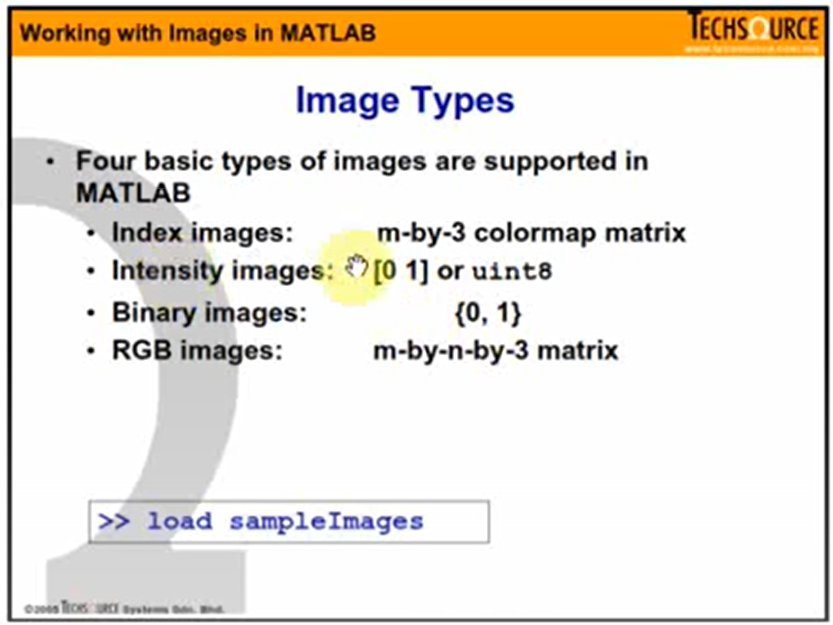 Working with Images in MATLAB
TECHSOURCE
www.techsource.com.my
Image Types
• Four basic types of images are supported in
MATLAB
• Index images: m-by-3 colormap matrix
• Intensity images: [0 1] or uint8
• Binary images: {0, 1}
• RGB images: m-by-n-by-3 matrix
>> load sampleImages
©2005 TECHSOURCE Systems Sdn. Bhd.